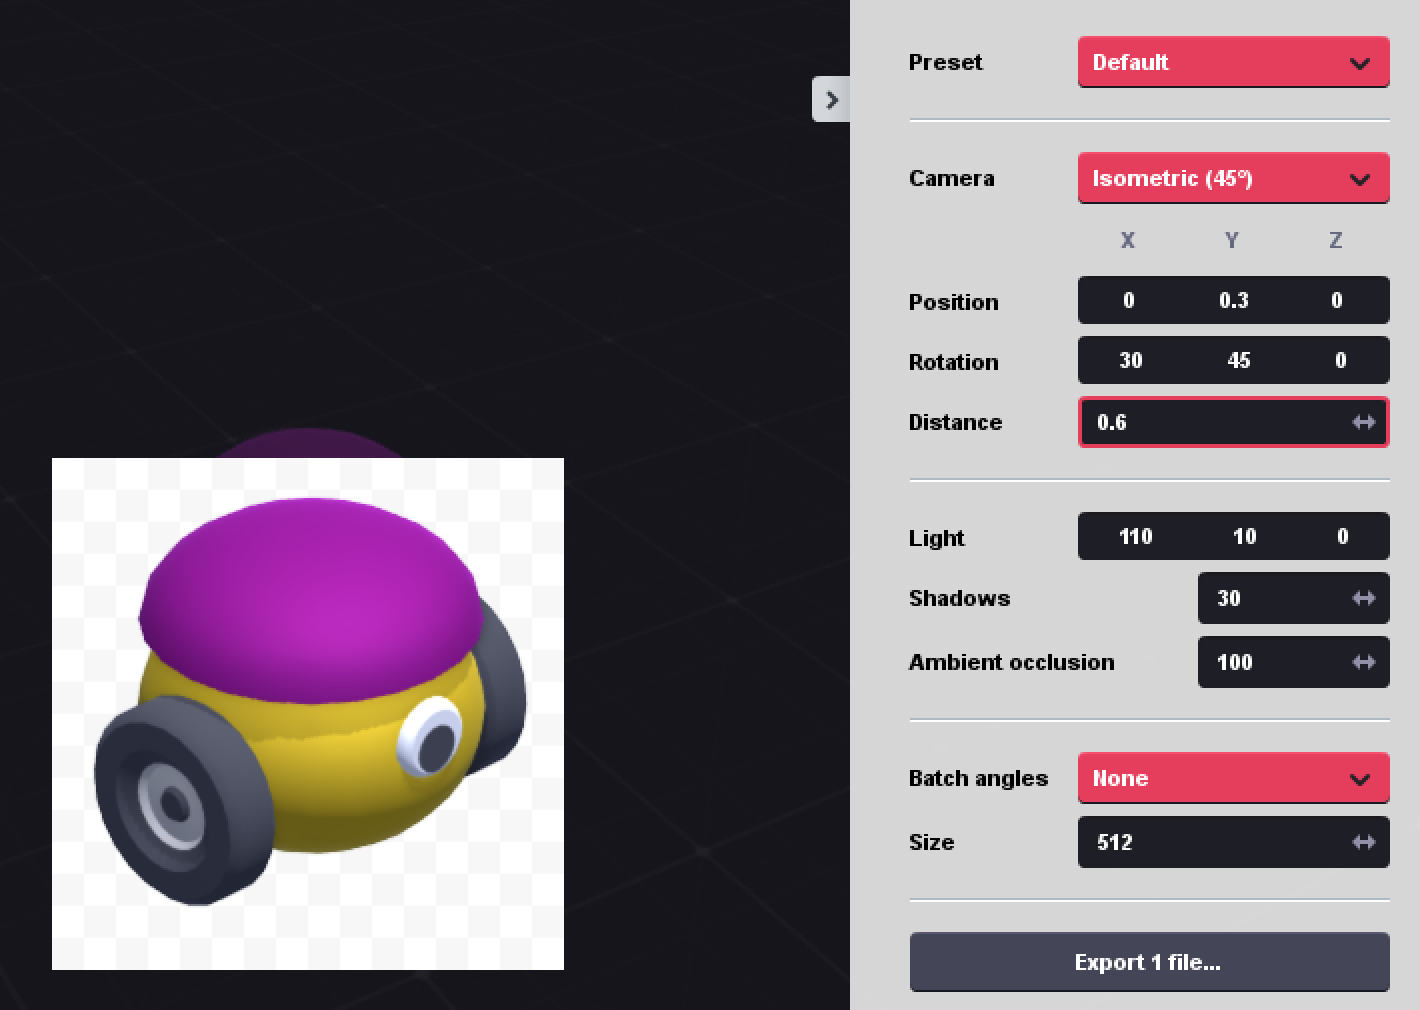 Preset Default
Camera Isometric (45º)
X Y Z
Position 0 0.3 0
Rotation 30 45 0
Distance 0.6
Light 110 10 0
Shadows 30
Ambient occlusion 100
Batch angles None
Size 512
Export 1 file...